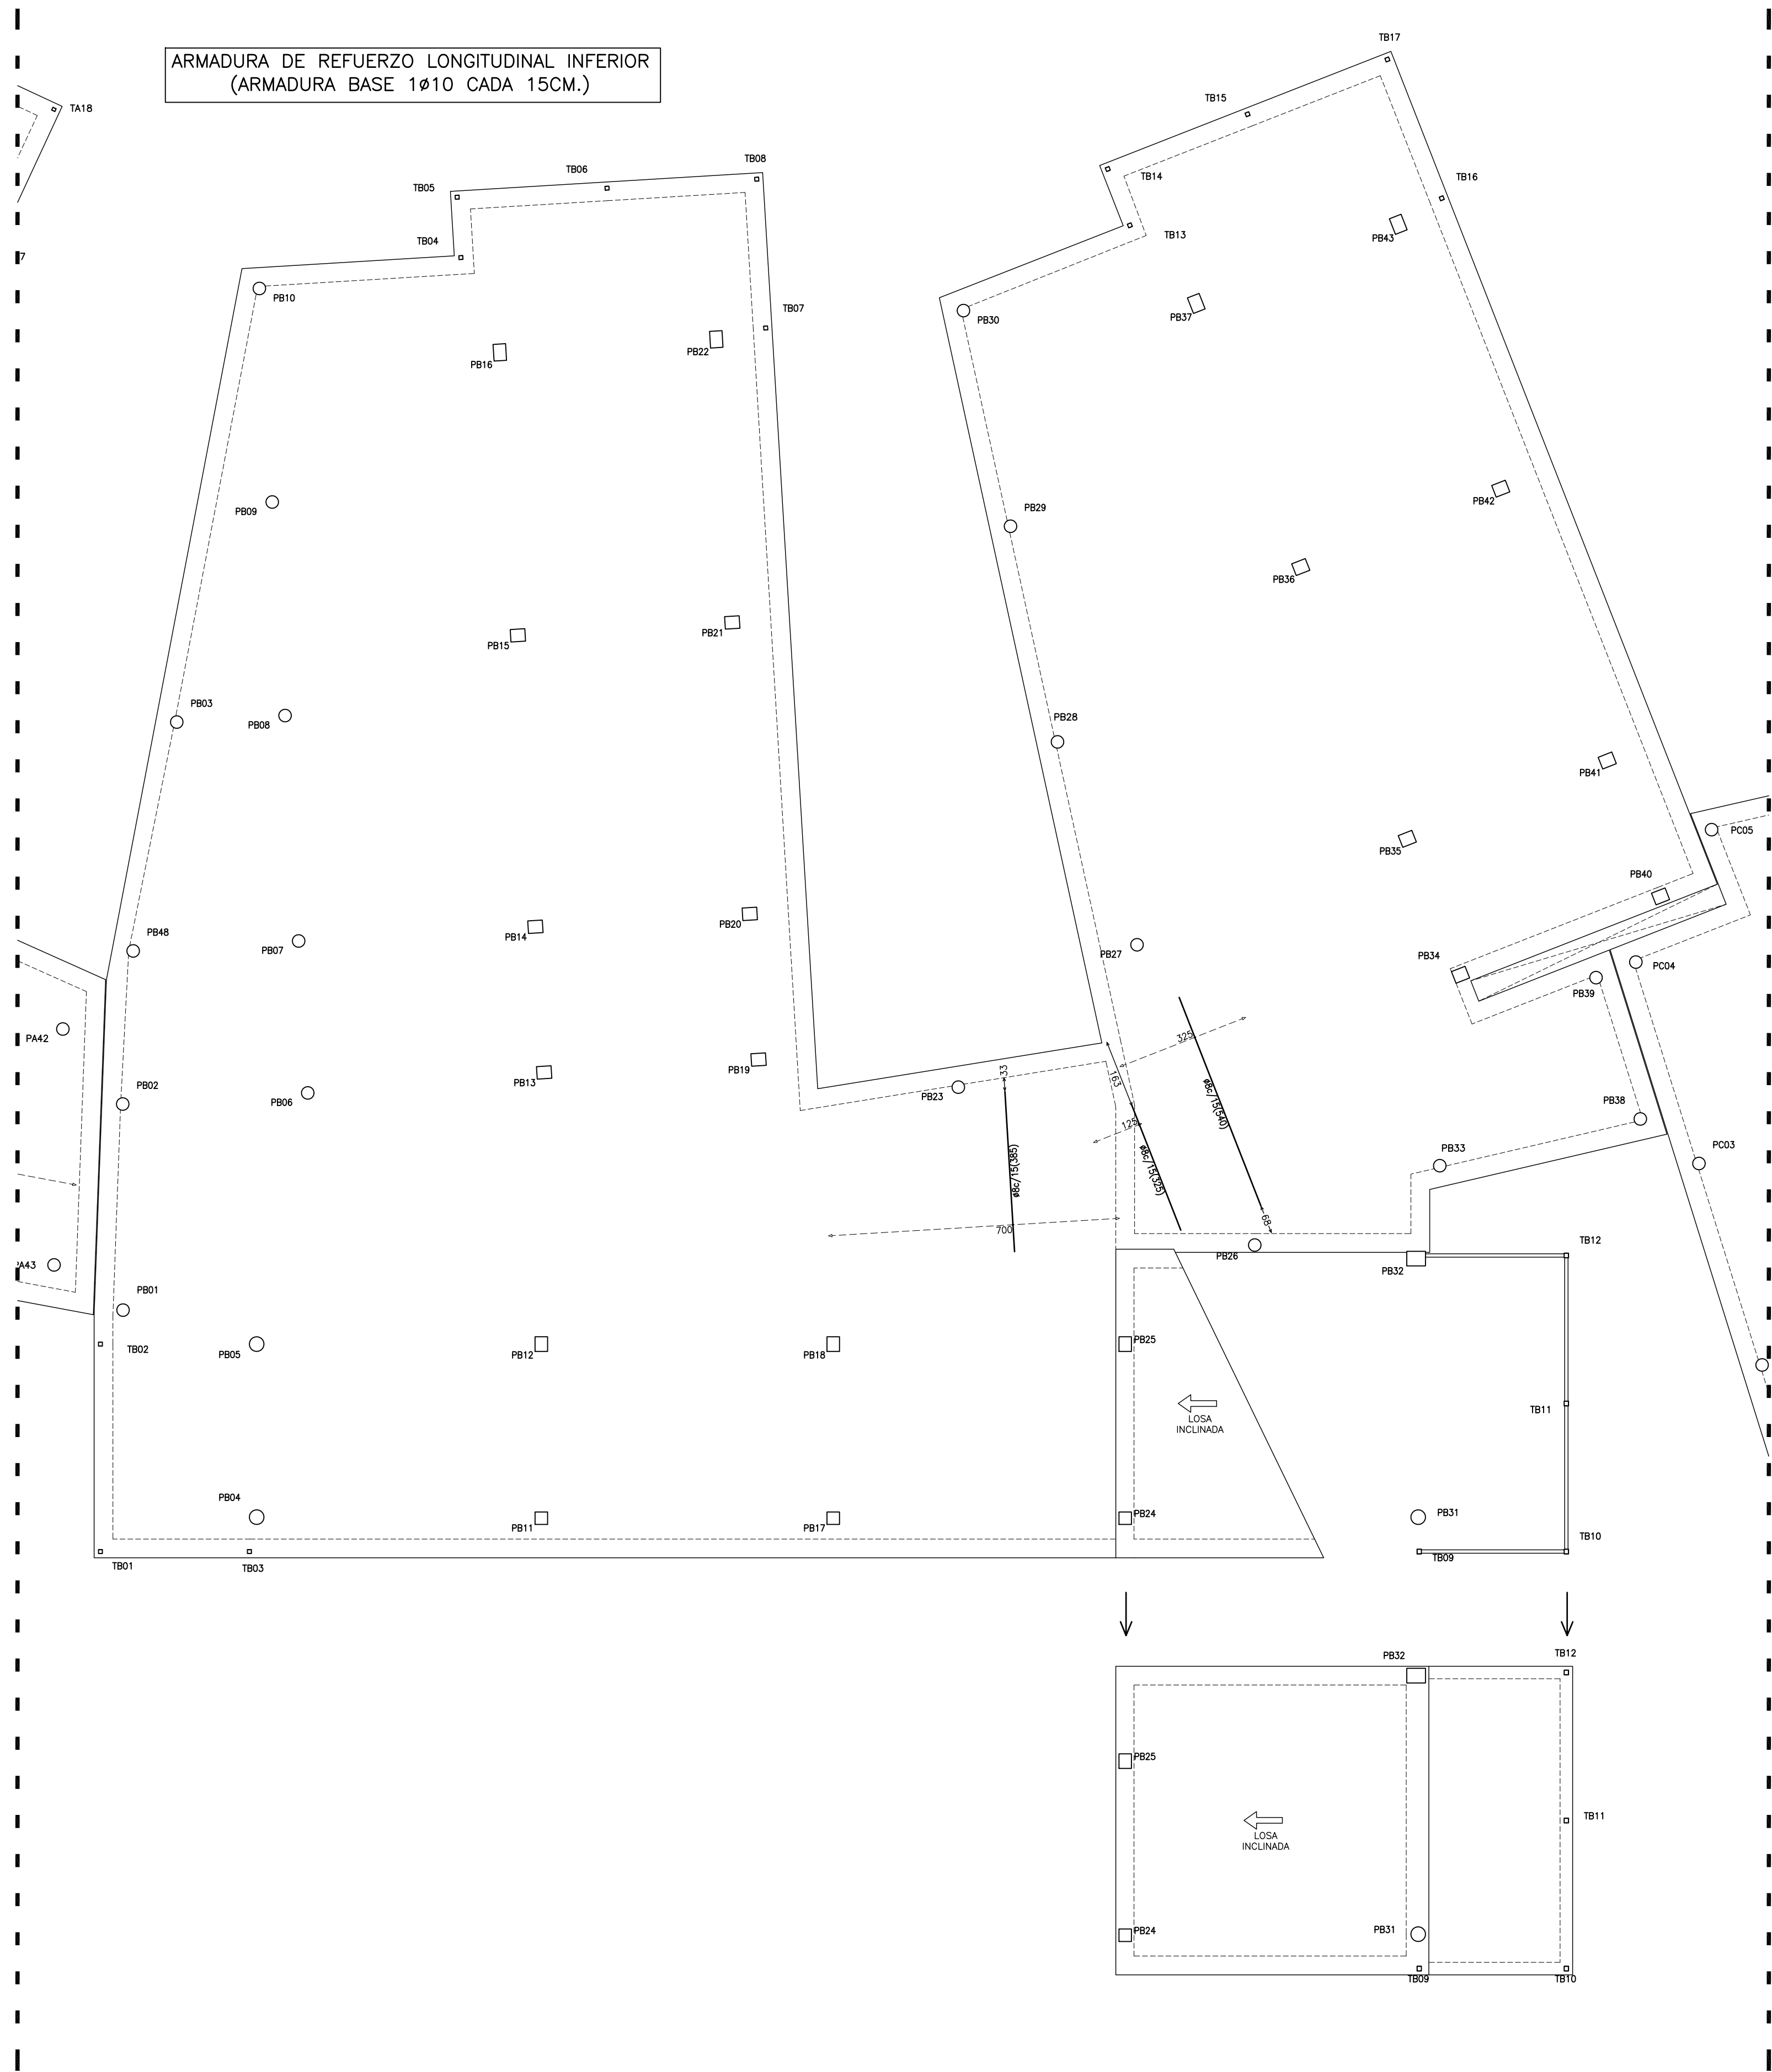 ARMADURA DE REFUERZO LONGITUDINAL INFERIOR
(ARMADURA BASE 1ø10 CADA 15CM.)
TB17
TA18
TB15
TB08
TB06
TB14
TB16
TB05
TB13
PB43
TB04
7
PB10
TB07
PB37
PB30
PB22
PB16
PB29
PB42
PB09
PB36
PB21
PB15
PB03
PB08
PB28
PB41
PC05
PB35
PB40
PB20
PB48
PB14
PB07
PB27
PB34
PC04
PB39
PA42
325
PB19
33
163
PB13
PB02
PB23
PB06
ø8c/15(540)
PB38
125
PC03
PB33
ø8c/15(385)
ø8c/15(325)
68
700
TB12
PB26
PB32
A43
PB01
TB02
PB05
PB12
PB18
PB25
TB11
LOSA
INCLINADA
PB04
PB11
PB17
PB24
PB31
TB10
TB09
TB01
TB03
PB32
TB12
PB25
TB11
LOSA
INCLINADA
PB24
PB31
TB09
TB10